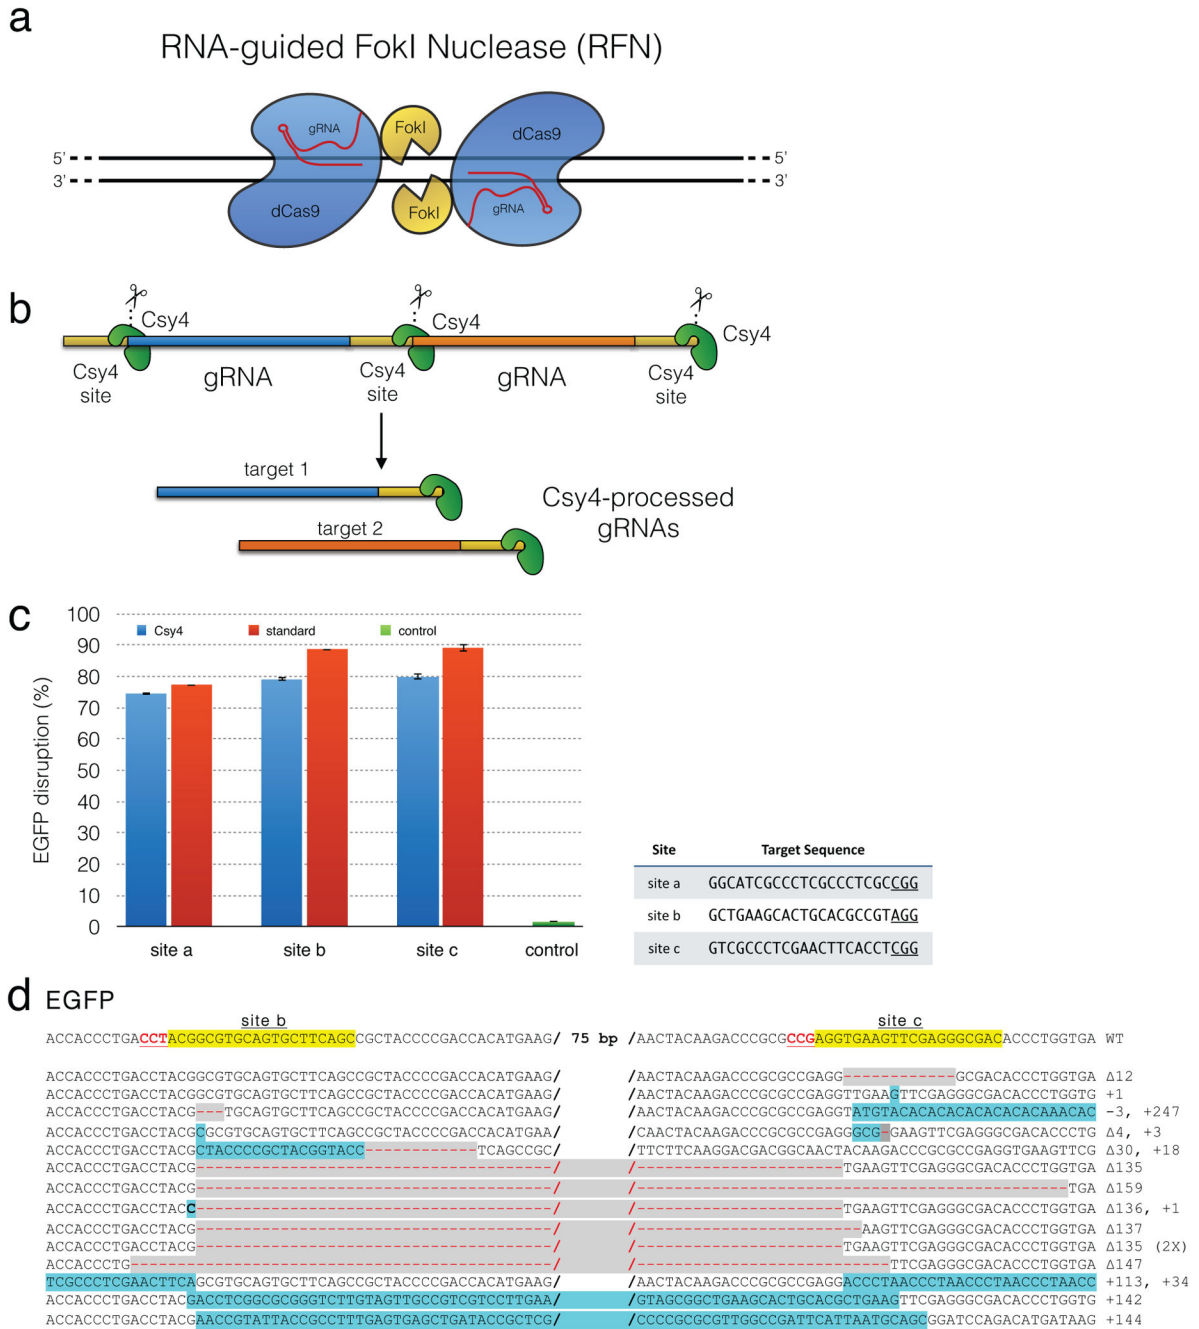 a
RNA-guided FokI Nuclease (RFN)
gRNA
FokI
dCas9
5'
5'
3'
3'
dCas9
FokI
gRNA
b
Csy4
Csy4
Csy4
Csy4 site
gRNA
Csy4 site
gRNA
Csy4 site
target 1
Csy4-processed gRNAs
target 2
c
100
90
80
70
60
50
40
30
20
10
0
EGFP disruption (%)
Csy4
standard
control
site a
site b
site c
control
Site Target Sequence
site a GGCATCGCCCTCGCCCTCGCCGG
site b GCTGAAGCACTGCACGCCGTAGG
site c GTCGCCCTCGAACTTCACCTCGG
d EGFP
site b
site c
ACCACCCTGACCTACGGCGTGCAGTGCTTCAGCCGCTACCCCGACCACATGAAG/ 75 bp /AACTACAAGACCCGCGCCGAGGTGAAGTTCGAGGGCGACACCCTGGTGA WT
ACCACCCTGACCTACGGCGTGCAGTGCTTCAGCCGCTACCCCGACCACATGAAG/ /AACTACAAGACCCGCGCCGAGG------------GCGACACCCTGGTGA Δ12
ACCACCCTGACCTACGGCGTGCAGTGCTTCAGCCGCTACCCCGACCACATGAAG/ /AACTACAAGACCCGCGCCGAGGTTGAAGTTCGAGGGCGACACCCTGGTG +1
ACCACCCTGACCTACG---TGCAGTGCTTCAGCCGCTACCCCGACCACATGAAG/ /AACTACAAGACCCGCGCCGAGGTATGTACACACACACACACACAAACAC -3, +247
ACCACCCTGACCTACGCGCGTGCAGTGCTTCAGCCGCTACCCCGACCACATGAA/ /CAACTACAAGACCCGCGCCGAGGGCG-GAAGTTCGAGGGCGACACCCTG Δ4, +3
ACCACCCTGACCTACGCTACCCCGCTACGGTACC------------TCAGCCGC/ /TTCTTCAAGGACGACGGCAACTACAAGACCCGCGCCGAGGTGAAGTTCG Δ30, +18
ACCACCCTGACCTACG--------------------------------------/ /----------------------TGAAGTTCGAGGGCGACACCCTGGTGA Δ135
ACCACCCTGACCTACG--------------------------------------/ /----------------------------------------------TGA Δ159
ACCACCCTGACCTACC--------------------------------------/ /----------------------TGAAGTTCGAGGGCGACACCCTGGTGA Δ136, +1
ACCACCCTGACCTACG--------------------------------------/ /------------------------AAGTTCGAGGGCGACACCCTGGTGA Δ137
ACCACCCTGACCTACG--------------------------------------/ /----------------------TGAAGTTCGAGGGCGACACCCTGGTGA Δ135 (2X)
ACCACCCTG---------------------------------------------/ /---------------------------TTCGAGGGCGACACCCTGGTGA Δ147
TCGCCCTCGAACTTCAGCGTGCAGTGCTTCAGCCGCTACCCCGACCACATGAAG/ /AACTACAAGACCCGCGCCGAGGACCCTAACCCTAACCCTAACCCTAACC +113, +34
ACCACCCTGACCTACGACCTCGGCGCGGGTCTTGTAGTTGCCGTCGTCCTTGAA/ /GTAGCGGCTGAAGCACTGCACGCTGAAGTTCGAGGGCGACACCCTGGTG +142
ACCACCCTGACCTACGAACCGTATTACCGCCTTTGAGTGAGCTGATACCGCTCG/ /CCCCGCGCGTTGGCCGATTCATTAATGCAGCGGATCCAGACATGATAAG +144